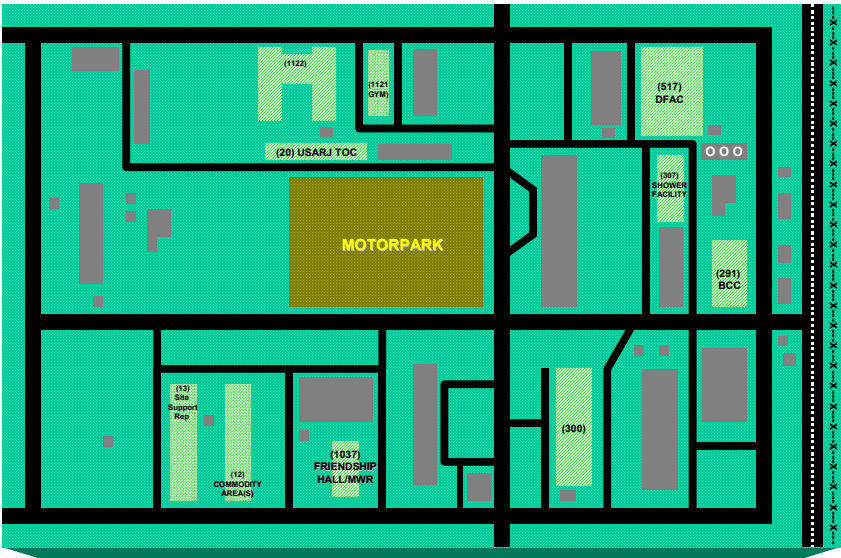 (1122)
(1121
GYM)
(517)
DFAC
(20) USARJ TOC
O O O
(307)
SHOWER
FACILITY
MOTORPARK
(291)
BCC
(13)
Site
Support
Rep
(12)
COMMODITY
AREA(S)
(1037)
FRIENDSHIP
HALL/MWR
(300)